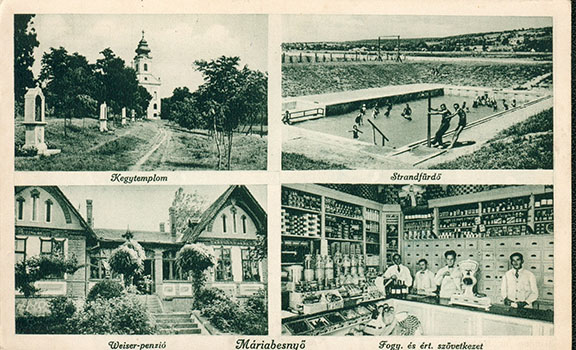 Kegytemplom
Strandfürdő
Weiser-penzió
Máriabesnyő
Fogy. és ért. szövetkezet